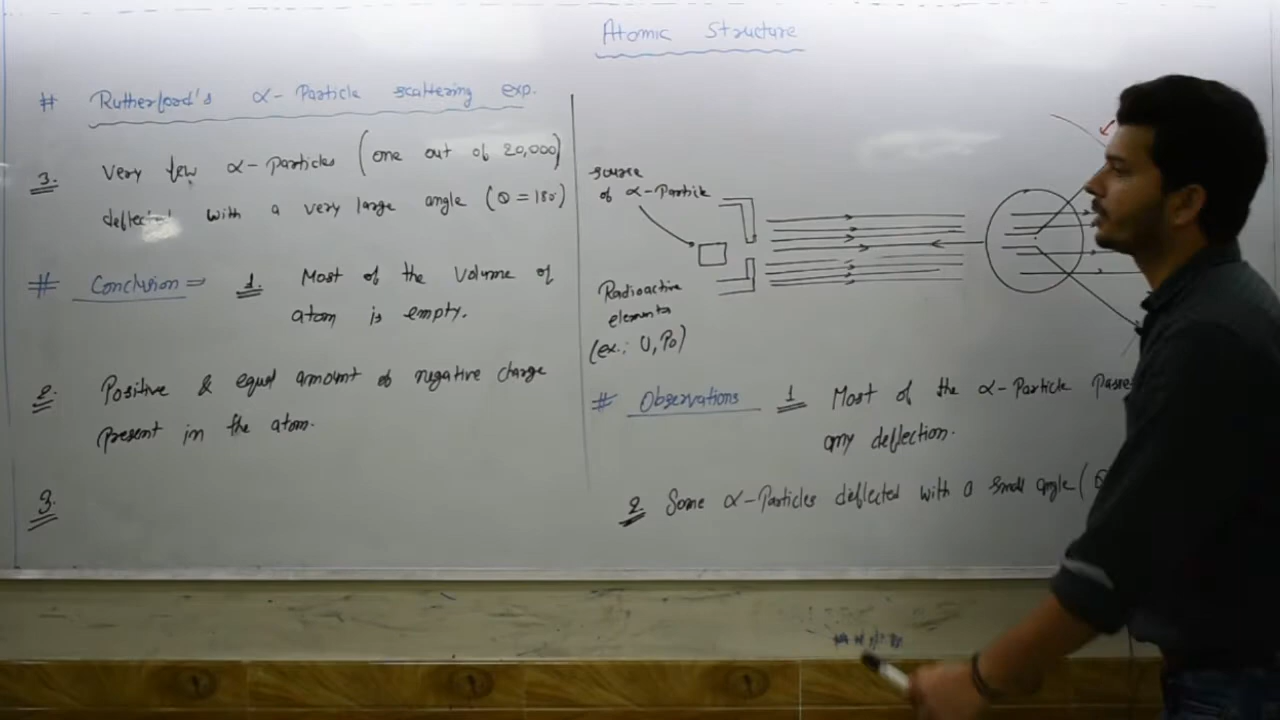 Atomic Structure
# Rutherford's α-Particle scattering exp.
3. Very few α-Particles (one out of 20,000)
deflected with a very large angle (θ = 180)
# Conclusion ⇒ 1. Most of the Volume of
atom is empty.
2. Positive & equal amount of negative charge
present in the atom.
3.
source
of α-Particle
Radioactive
elements
(ex.: U, Po)
# Observations 1 Most of the α-Particle
any deflection.
2. Some α-Particles deflected with a small angle (